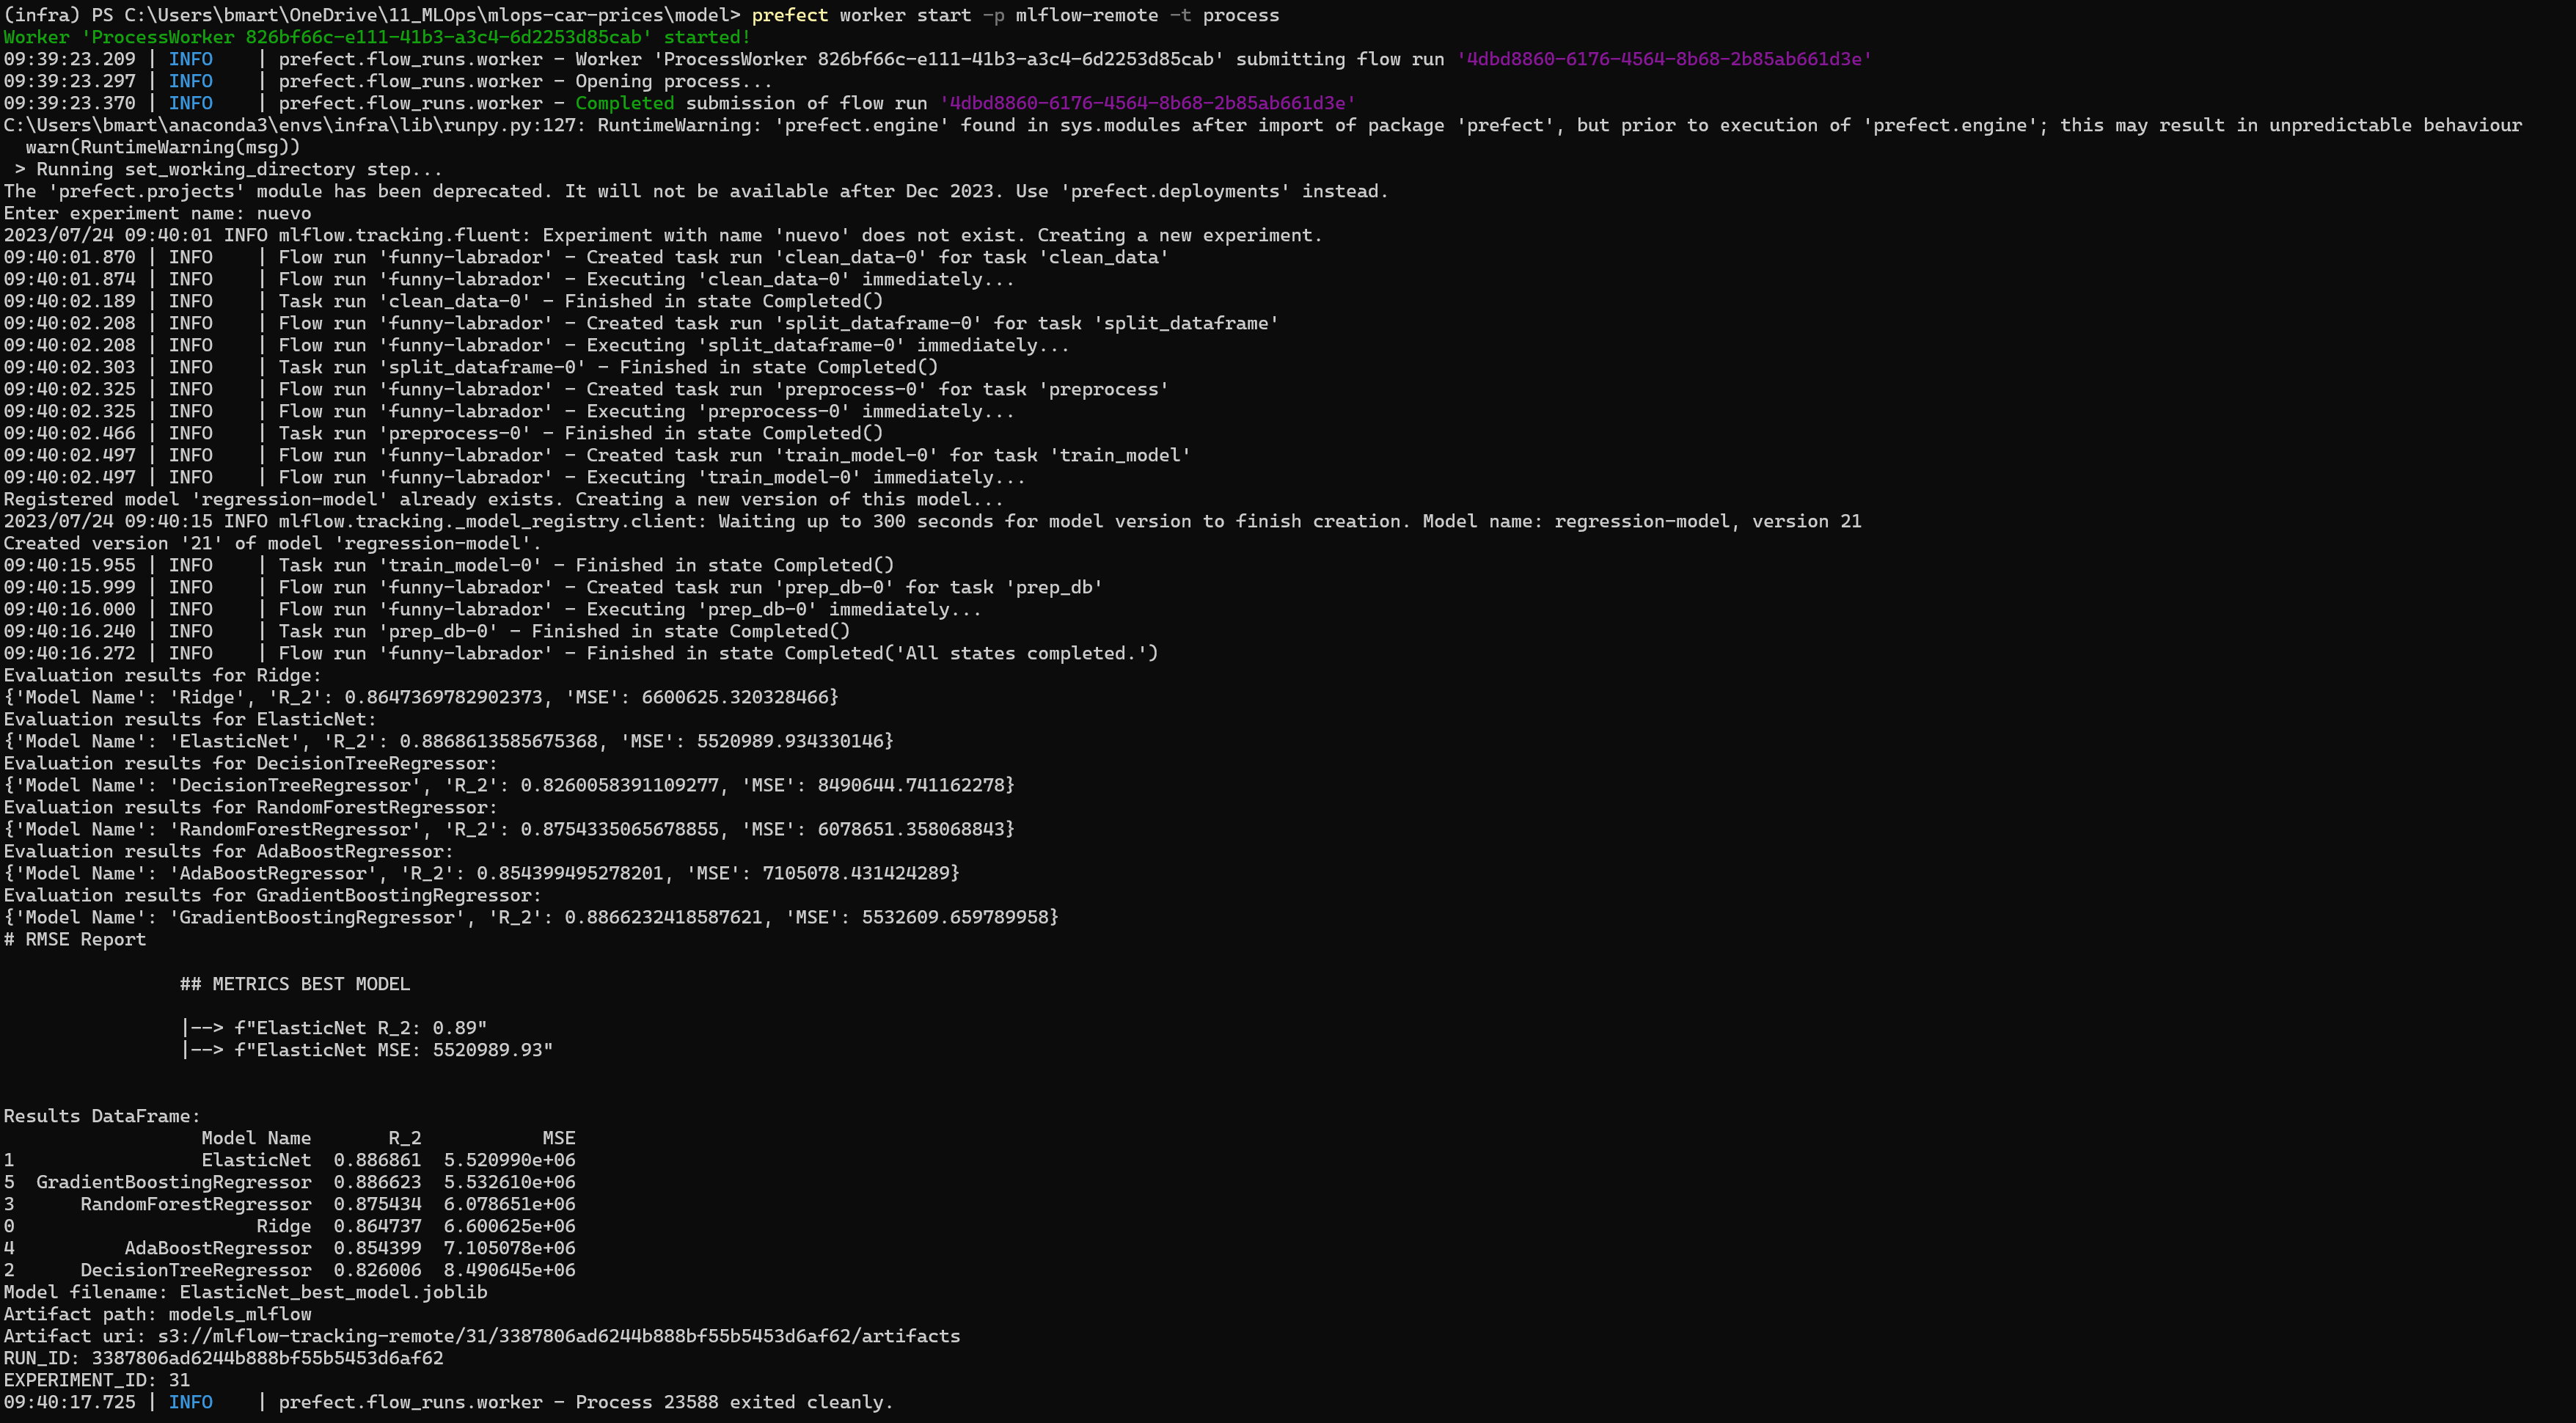 (infra) PS C:\Users\bmart\OneDrive\11_MLOps\mlops-car-prices\model> prefect worker start -p mlflow-remote -t process
Worker 'ProcessWorker 826bf66c-e111-41b3-a3c4-6d2253d85cab' started!
09:39:23.209 | INFO    | prefect.flow_runs.worker - Worker 'ProcessWorker 826bf66c-e111-41b3-a3c4-6d2253d85cab' submitting flow run '4dbd8860-6176-4564-8b68-2b85ab661d3e'
09:39:23.297 | INFO    | prefect.flow_runs.worker - Opening process...
09:39:23.370 | INFO    | prefect.flow_runs.worker - Completed submission of flow run '4dbd8860-6176-4564-8b68-2b85ab661d3e'
C:\Users\bmart\anaconda3\envs\infra\lib\runpy.py:127: RuntimeWarning: 'prefect.engine' found in sys.modules after import of package 'prefect', but prior to execution of 'prefect.engine'; this may result in unpredictable behaviour
  warn(RuntimeWarning(msg))
 > Running set_working_directory step...
The 'prefect.projects' module has been deprecated. It will not be available after Dec 2023. Use 'prefect.deployments' instead.
Enter experiment name: nuevo
2023/07/24 09:40:01 INFO mlflow.tracking.fluent: Experiment with name 'nuevo' does not exist. Creating a new experiment.
09:40:01.870 | INFO    | Flow run 'funny-labrador' - Created task run 'clean_data-0' for task 'clean_data'
09:40:01.874 | INFO    | Flow run 'funny-labrador' - Executing 'clean_data-0' immediately...
09:40:02.189 | INFO    | Task run 'clean_data-0' - Finished in state Completed()
09:40:02.208 | INFO    | Flow run 'funny-labrador' - Created task run 'split_dataframe-0' for task 'split_dataframe'
09:40:02.208 | INFO    | Flow run 'funny-labrador' - Executing 'split_dataframe-0' immediately...
09:40:02.303 | INFO    | Task run 'split_dataframe-0' - Finished in state Completed()
09:40:02.325 | INFO    | Flow run 'funny-labrador' - Created task run 'preprocess-0' for task 'preprocess'
09:40:02.325 | INFO    | Flow run 'funny-labrador' - Executing 'preprocess-0' immediately...
09:40:02.466 | INFO    | Task run 'preprocess-0' - Finished in state Completed()
09:40:02.497 | INFO    | Flow run 'funny-labrador' - Created task run 'train_model-0' for task 'train_model'
09:40:02.497 | INFO    | Flow run 'funny-labrador' - Executing 'train_model-0' immediately...
Registered model 'regression-model' already exists. Creating a new version of this model...
2023/07/24 09:40:15 INFO mlflow.tracking._model_registry.client: Waiting up to 300 seconds for model version to finish creation. Model name: regression-model, version 21
Created version '21' of model 'regression-model'.
09:40:15.955 | INFO    | Task run 'train_model-0' - Finished in state Completed()
09:40:15.999 | INFO    | Flow run 'funny-labrador' - Created task run 'prep_db-0' for task 'prep_db'
09:40:16.000 | INFO    | Flow run 'funny-labrador' - Executing 'prep_db-0' immediately...
09:40:16.240 | INFO    | Task run 'prep_db-0' - Finished in state Completed()
09:40:16.272 | INFO    | Flow run 'funny-labrador' - Finished in state Completed('All states completed.')
Evaluation results for Ridge:
{'Model Name': 'Ridge', 'R_2': 0.8647369782902373, 'MSE': 6600625.320328466}
Evaluation results for ElasticNet:
{'Model Name': 'ElasticNet', 'R_2': 0.8868613585675368, 'MSE': 5520989.934330146}
Evaluation results for DecisionTreeRegressor:
{'Model Name': 'DecisionTreeRegressor', 'R_2': 0.8260058391109277, 'MSE': 8490644.741162278}
Evaluation results for RandomForestRegressor:
{'Model Name': 'RandomForestRegressor', 'R_2': 0.8754335065678855, 'MSE': 6078651.358068843}
Evaluation results for AdaBoostRegressor:
{'Model Name': 'AdaBoostRegressor', 'R_2': 0.854399495278201, 'MSE': 7105078.431424289}
Evaluation results for GradientBoostingRegressor:
{'Model Name': 'GradientBoostingRegressor', 'R_2': 0.8866232418587621, 'MSE': 5532609.659789958}
# RMSE Report
## METRICS BEST MODEL
|--> f"ElasticNet R_2: 0.89"
|--> f"ElasticNet MSE: 5520989.93"
Results DataFrame:
Model Name       R_2           MSE
1                 ElasticNet  0.886861  5.520990e+06
5  GradientBoostingRegressor  0.886623  5.532610e+06
3      RandomForestRegressor  0.875434  6.078651e+06
0                      Ridge  0.864737  6.600625e+06
4          AdaBoostRegressor  0.854399  7.105078e+06
2      DecisionTreeRegressor  0.826006  8.490645e+06
Model filename: ElasticNet_best_model.joblib
Artifact path: models_mlflow
Artifact uri: s3://mlflow-tracking-remote/31/3387806ad6244b888bf55b5453d6af62/artifacts
RUN_ID: 3387806ad6244b888bf55b5453d6af62
EXPERIMENT_ID: 31
09:40:17.725 | INFO    | prefect.flow_runs.worker - Process 23588 exited cleanly.